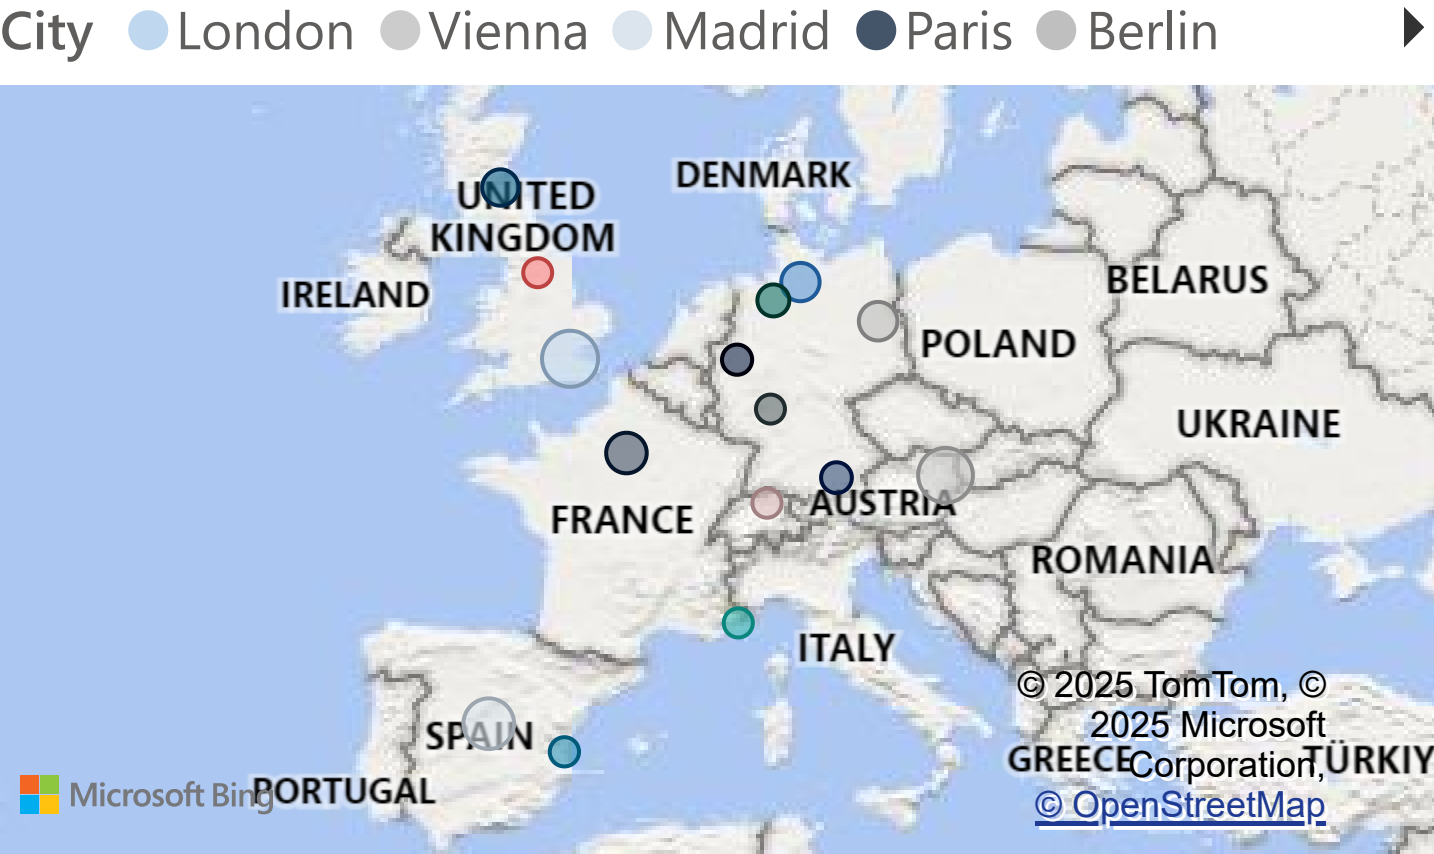 City London Vienna Madrid Paris Berlin
DENMARK
UNITED
KINGDOM
IRELAND
BELARUS
POLAND
UKRAINE
AUSTRIA
FRANCE
ROMANIA
ITALY
© 2025 TomTom, ©
2025 Microsoft
SPAIN
GREECE
Corporation,
TÜRKIY
Microsoft Bing
PORTUGAL
© OpenStreetMap